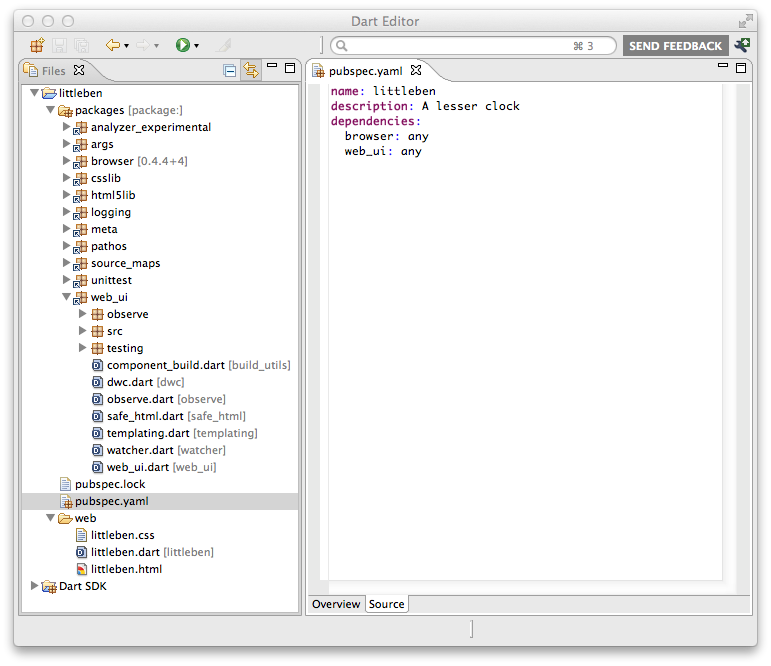 Dart Editor
⌘ 3
SEND FEEDBACK
Files
littleben
packages [package:]
analyzer_experimental
args
browser [0.4.4+4]
csslib
html5lib
logging
meta
pathos
source_maps
unittest
web_ui
observe
src
testing
component_build.dart [build_utils]
dwc.dart [dwc]
observe.dart [observe]
safe_html.dart [safe_html]
templating.dart [templating]
watcher.dart [watcher]
web_ui.dart [web_ui]
pubspec.lock
pubspec.yaml
web
littleben.css
littleben.dart [littleben]
littleben.html
Dart SDK
pubspec.yaml
name: littleben
description: A lesser clock
dependencies:
  browser: any
  web_ui: any
Overview
Source